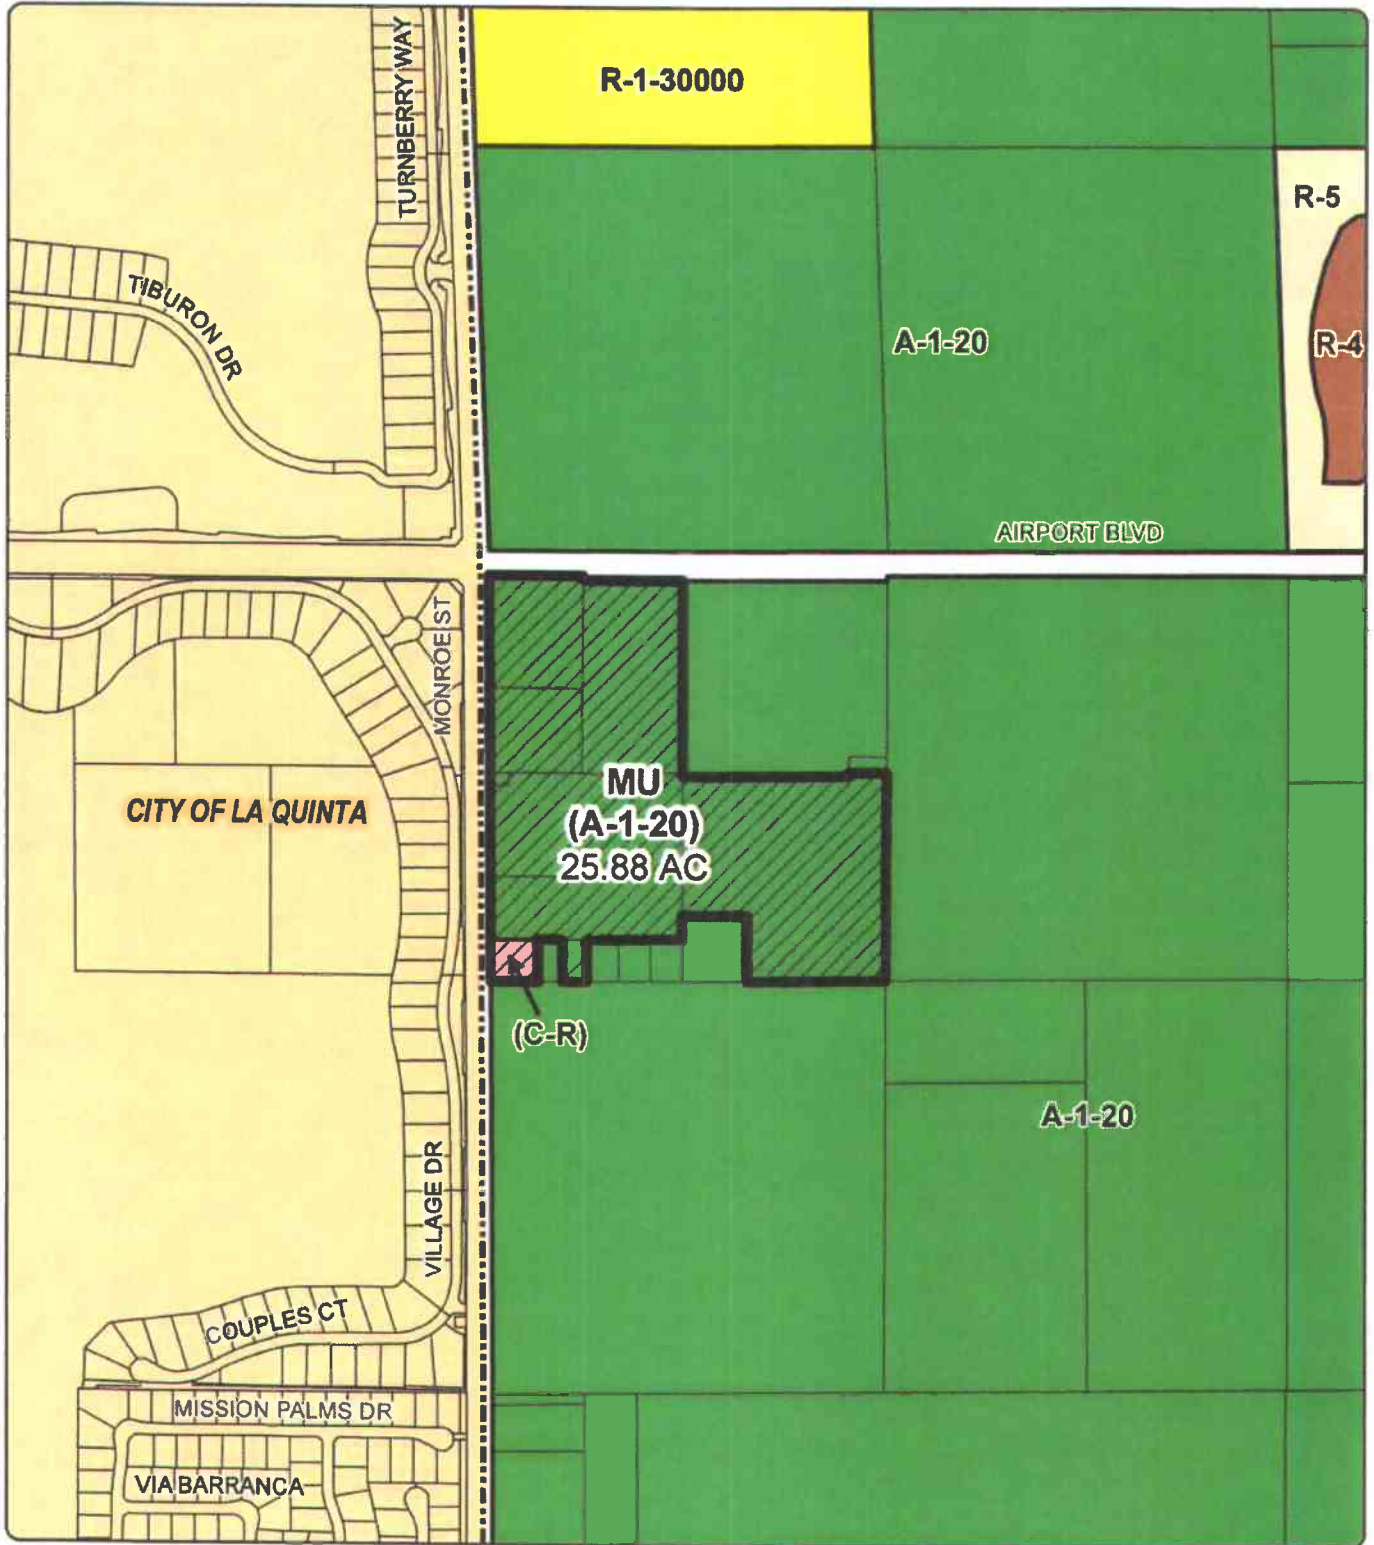 R-1-30000
TURNBERRY WAY
R-5
TIBURON DR
A-1-20
R-4
AIRPORT BLVD
MONROE ST
MU
(A-1-20)
25.88 AC
CITY OF LA QUINTA
(C-R)
A-1-20
VILLAGE DR
COUPLES CT
MISSION PALMS DR
VIA BARRANCA